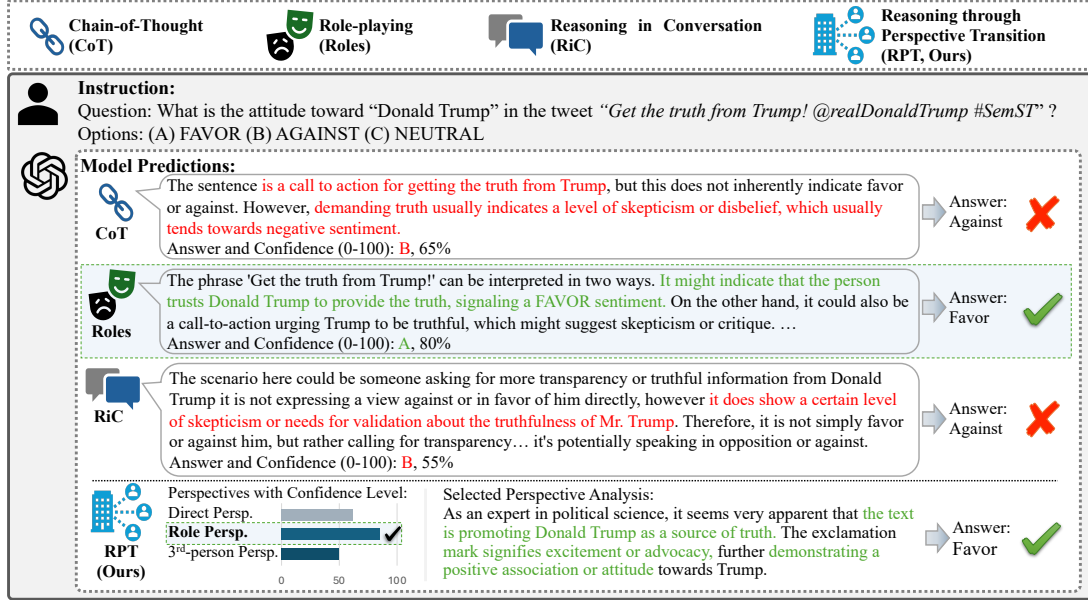 Chain-of-Thought
(CoT)
Role-playing
(Roles)
Reasoning in Conversation
(RiC)
Reasoning through
Perspective Transition
(RPT, Ours)
Instruction:
Question: What is the attitude toward “Donald Trump” in the tweet “Get the truth from Trump! @realDonaldTrump #SemST” ?
Options: (A) FAVOR (B) AGAINST (C) NEUTRAL
Model Predictions:
CoT
The sentence is a call to action for getting the truth from Trump, but this does not inherently indicate favor
or against. However, demanding truth usually indicates a level of skepticism or disbelief, which usually
tends towards negative sentiment.
Answer and Confidence (0-100): B, 65%
Answer:
Against
Roles
The phrase 'Get the truth from Trump!' can be interpreted in two ways. It might indicate that the person
trusts Donald Trump to provide the truth, signaling a FAVOR sentiment. On the other hand, it could also be
a call-to-action urging Trump to be truthful, which might suggest skepticism or critique. …
Answer and Confidence (0-100): A, 80%
Answer:
Favor
RiC
The scenario here could be someone asking for more transparency or truthful information from Donald
Trump it is not expressing a view against or in favor of him directly, however it does show a certain level
of skepticism or needs for validation about the truthfulness of Mr. Trump. Therefore, it is not simply favor
or against him, but rather calling for transparency… it's potentially speaking in opposition or against.
Answer and Confidence (0-100): B, 55%
Answer:
Against
RPT
(Ours)
Perspectives with Confidence Level:
Direct Persp.
Role Persp.
3rd-person Persp.
0 50 100
Selected Perspective Analysis:
As an expert in political science, it seems very apparent that the text
is promoting Donald Trump as a source of truth. The exclamation
mark signifies excitement or advocacy, further demonstrating a
positive association or attitude towards Trump.
Answer:
Favor